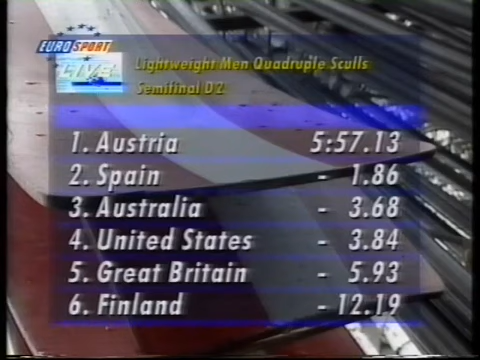 EUROSPORT
LIVE
Lightweight Men Quadruple Sculls
Semifinal D2
1. Austria 5:57.13
2. Spain - 1.86
3. Australia - 3.68
4. United States - 3.84
5. Great Britain - 5.93
6. Finland - 12.19